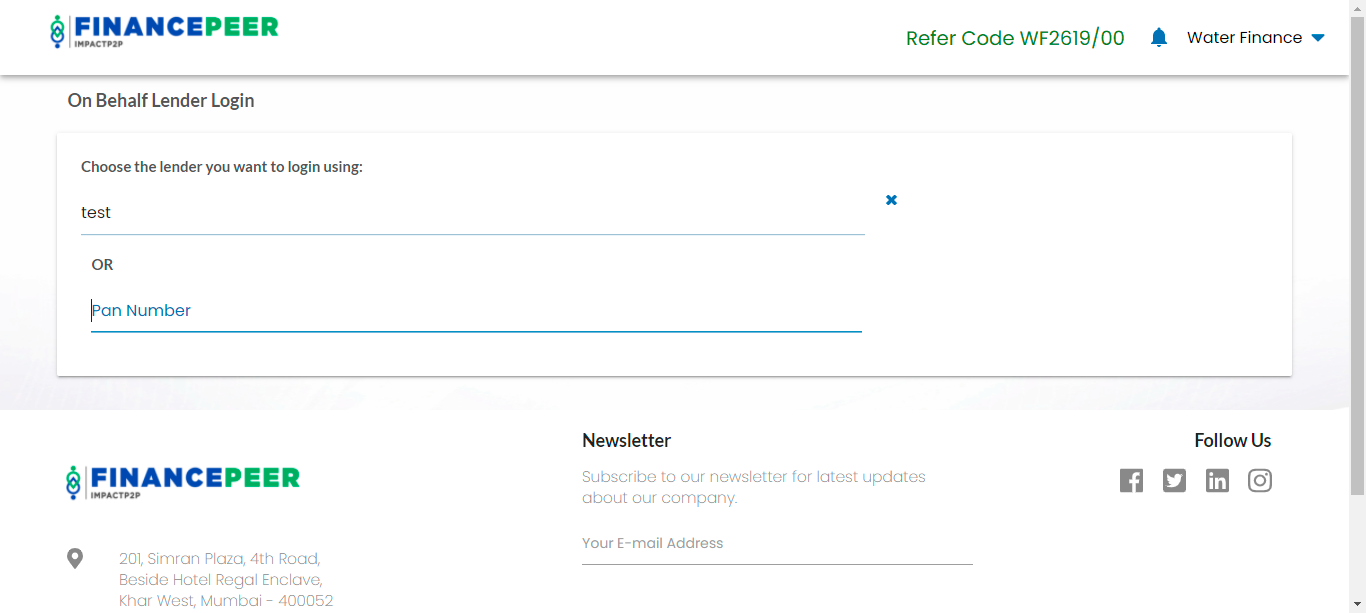 FINANCEPEER
IMPACTP2P
Refer Code WF2619/00
Water Finance
On Behalf Lender Login
Choose the lender you want to login using:
test
OR
Pan Number
FINANCEPEER
IMPACTP2P
201, Simran Plaza, 4th Road,
Beside Hotel Regal Enclave,
Khar West, Mumbai - 400052
Newsletter
Subscribe to our newsletter for latest updates
about our company.
Your E-mail Address
Follow Us